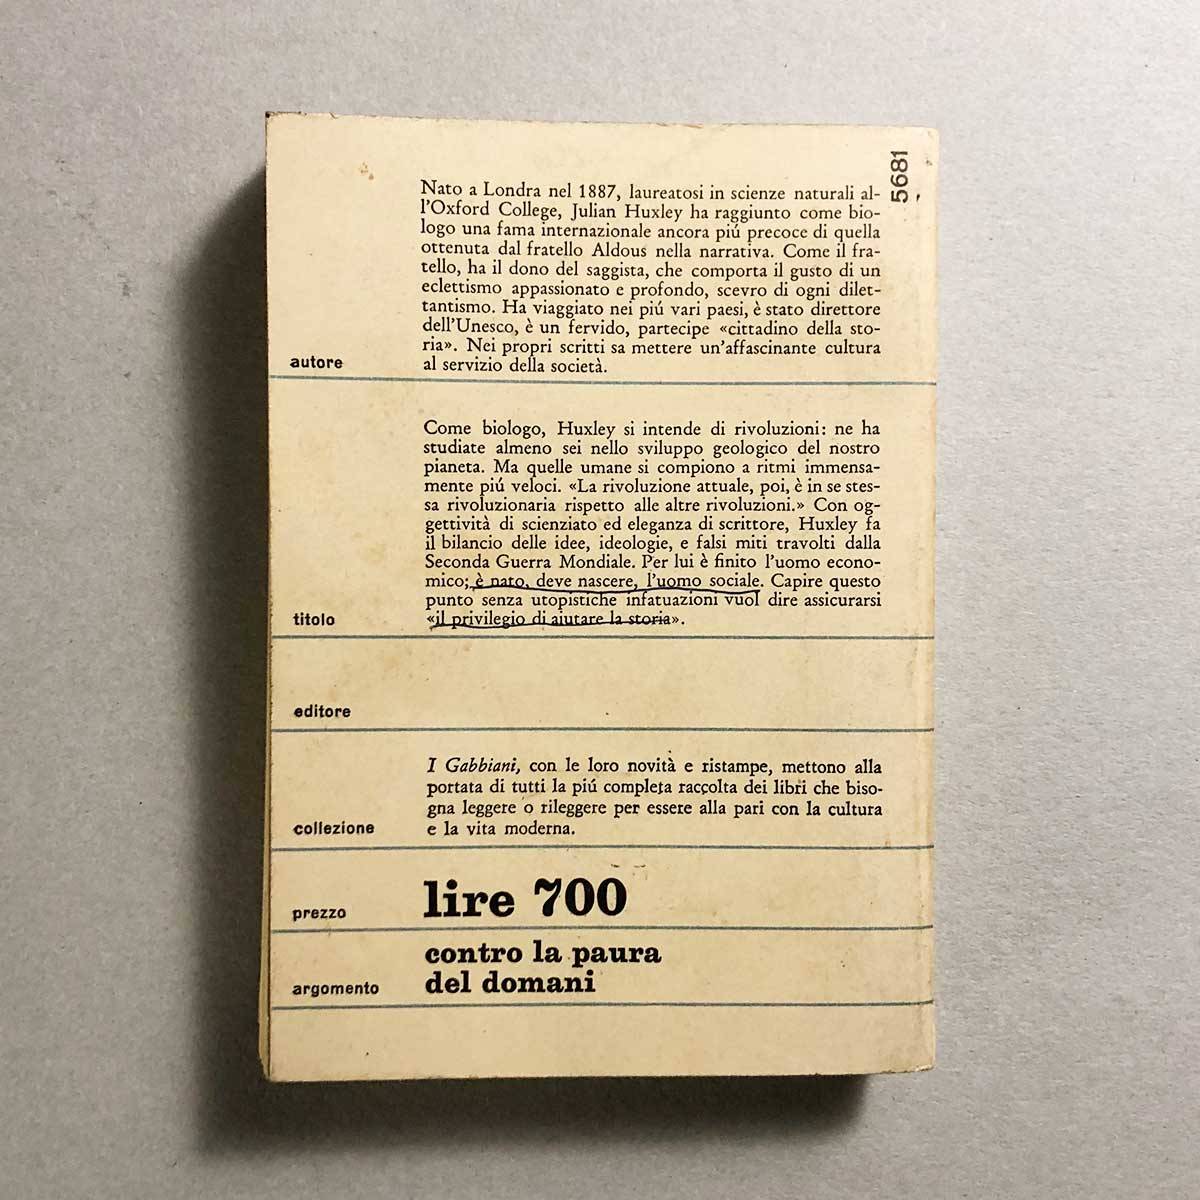 5681
Nato a Londra nel 1887, laureatosi in scienze naturali al-
l'Oxford College, Julian Huxley ha raggiunto come bio-
logo una fama internazionale ancora piú precoce di quella
ottenuta dal fratello Aldous nella narrativa. Come il fra-
tello, ha il dono del saggista, che comporta il gusto di un
eclettismo appassionato e profondo, scevro di ogni dilet-
tantismo. Ha viaggiato nei piú vari paesi, è stato direttore
dell'Unesco, è un fervido, partecipe «cittadino della sto-
ria». Nei propri scritti sa mettere un'affascinante cultura
autore al servizio della società.
Come biologo, Huxley si intende di rivoluzioni: ne ha
studiate almeno sei nello sviluppo geologico del nostro
pianeta. Ma quelle umane si compiono a ritmi immensa-
mente piú veloci. «La rivoluzione attuale, poi, è in se stes-
sa rivoluzionaria rispetto alle altre rivoluzioni.» Con og-
gettività di scienziato ed eleganza di scrittore, Huxley fa
il bilancio delle idee, ideologie, e falsi miti travolti dalla
Seconda Guerra Mondiale. Per lui è finito l'uomo econo-
mico; è nato, deve nascere, l'uomo sociale. Capire questo
punto senza utopistiche infatuazioni vuol dire assicurarsi
titolo «il privilegio di aiutare la storia».
editore
I Gabbiani, con le loro novità e ristampe, mettono alla
portata di tutti la piú completa raccolta dei libri che biso-
gna leggere o rileggere per essere alla pari con la cultura
collezione e la vita moderna.
prezzo lire 700
contro la paura
argomento del domani